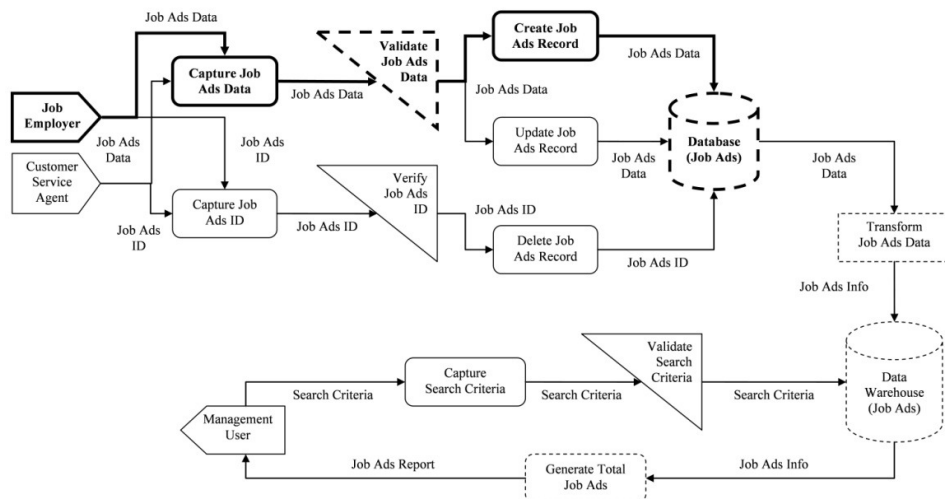 Job Ads Data
Validate
Job Ads
Data
Create Job
Ads Record
Job Ads Data
Capture Job
Ads Data
Job Ads Data
Job Ads Data
Job
Employer
Job Ads
Data
Job Ads
ID
Update Job
Ads Record
Job Ads
Data
Database
(Job Ads)
Job Ads
Data
Customer
Service
Agent
Verify
Job Ads
ID
Capture Job
Ads ID
Job Ads
ID
Job Ads ID
Job Ads ID
Delete Job
Ads Record
Job Ads ID
Transform
Job Ads Data
Job Ads Info
Validate
Search
Criteria
Capture
Search Criteria
Search Criteria
Search Criteria
Search Criteria
Data
Warehouse
(Job Ads)
Management
User
Job Ads Report
Generate Total
Job Ads
Job Ads Info